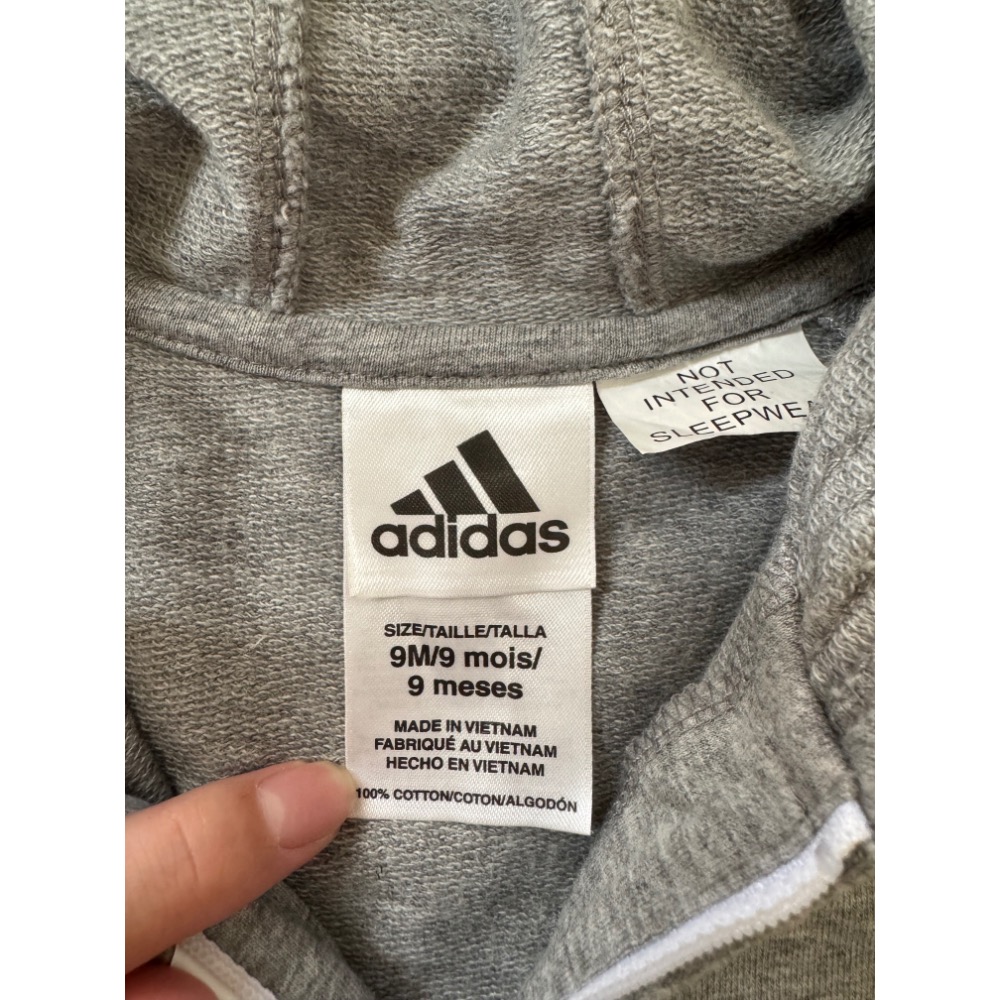 adidas
SIZE/TAILLE/TALLA
9M/9 mois/
9 meses
MADE IN VIETNAM
FABRIQUÉ AU VIETNAM
HECHO EN VIETNAM
100% COTTON/COTON/ALGODÓN
NOT
INTENDED
FOR